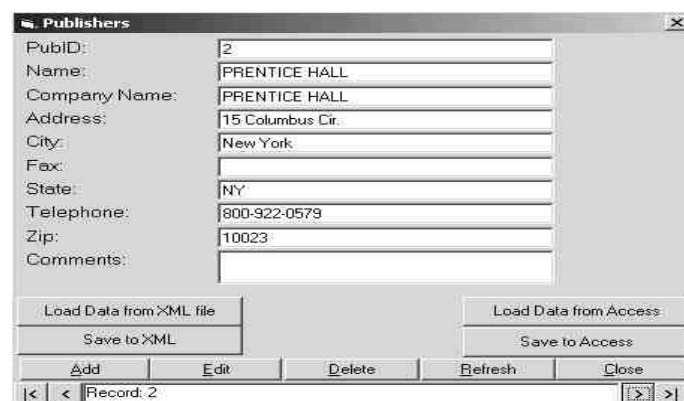 Publishers
PubID: 2
Name: PRENTICE HALL
Company Name: PRENTICE HALL
Address: 15 Columbus Cir.
City: New York
Fax:
State: NY
Telephone: 800-922-0579
Zip: 10023
Comments:
Load Data from XML file Load Data from Access
Save to XML Save to Access
Add Edit Delete Refresh Close
|< < Record: 2 > >|